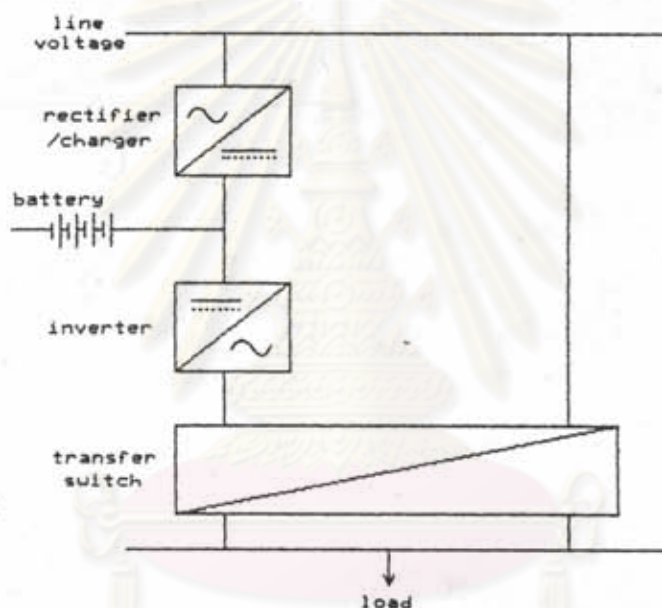 line
voltage
rectifier
/charger
battery
inverter
transfer
switch
load